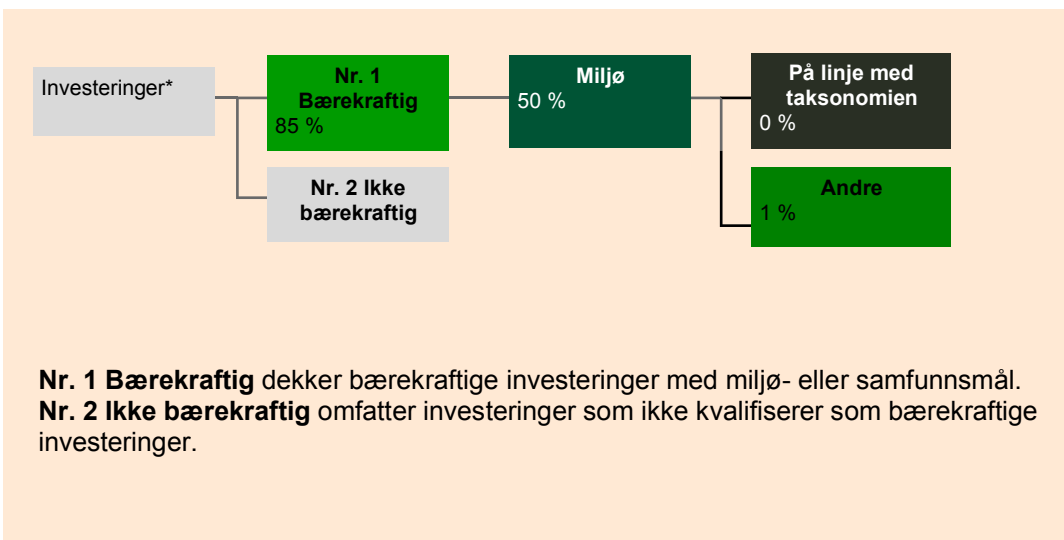 Investeringer*
Nr. 1
Bærekraftig
85 %
Miljø
50 %
På linje med
taksonomien
0 %
Nr. 2 Ikke
bærekraftig
Andre
1 %
Nr. 1 Bærekraftig dekker bærekraftige investeringer med miljø- eller samfunnsmål.
Nr. 2 Ikke bærekraftig omfatter investeringer som ikke kvalifiserer som bærekraftige
investeringer.